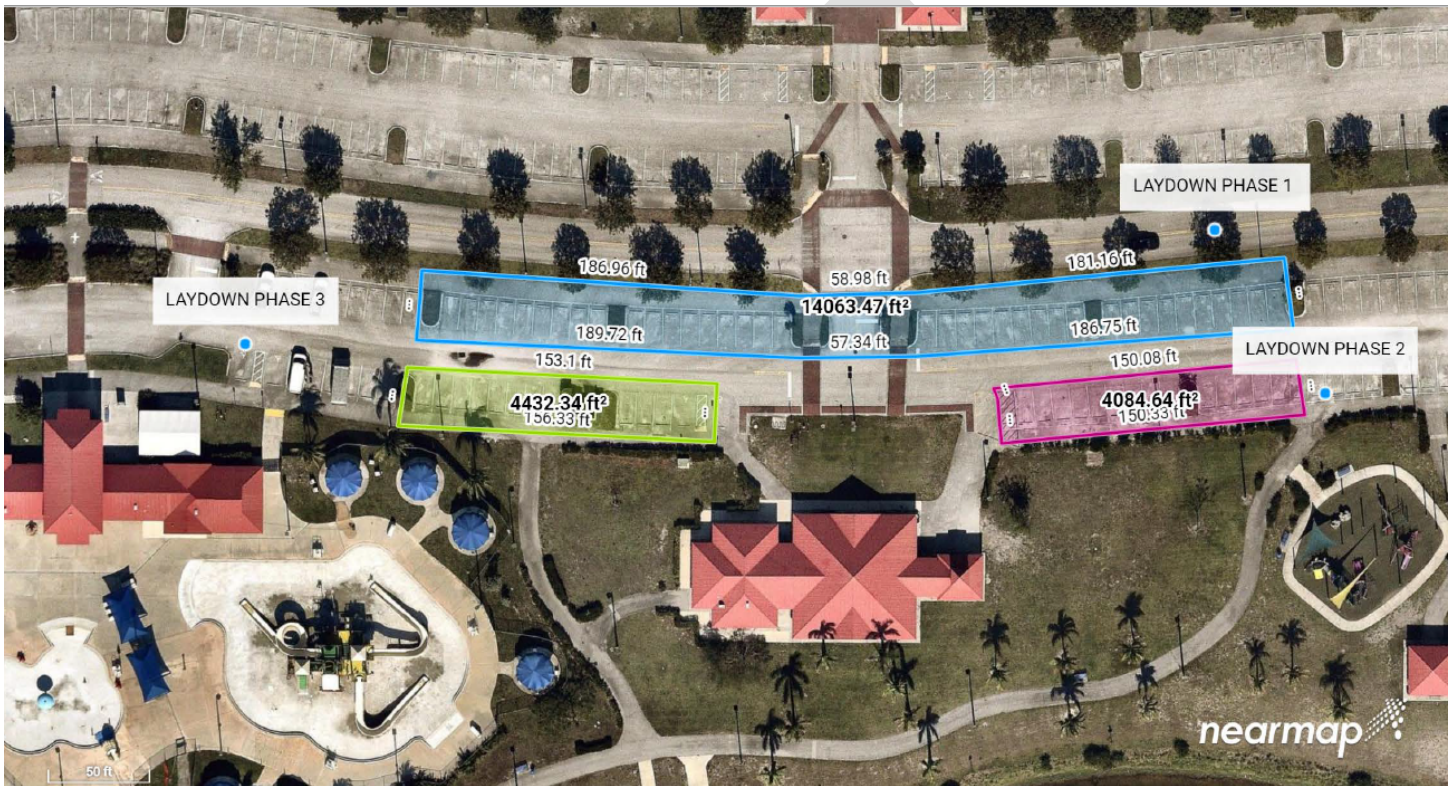 LAYDOWN PHASE 1
186.96 ft
58.98 ft
181.16 ft
LAYDOWN PHASE 3
14063.47 ft²
189.72 ft
57.34 ft
186.75 ft
LAYDOWN PHASE 2
153.1 ft
150.08 ft
4432.34 ft²
156.33 ft
4084.64 ft²
150.33 ft
nearmap
50 ft